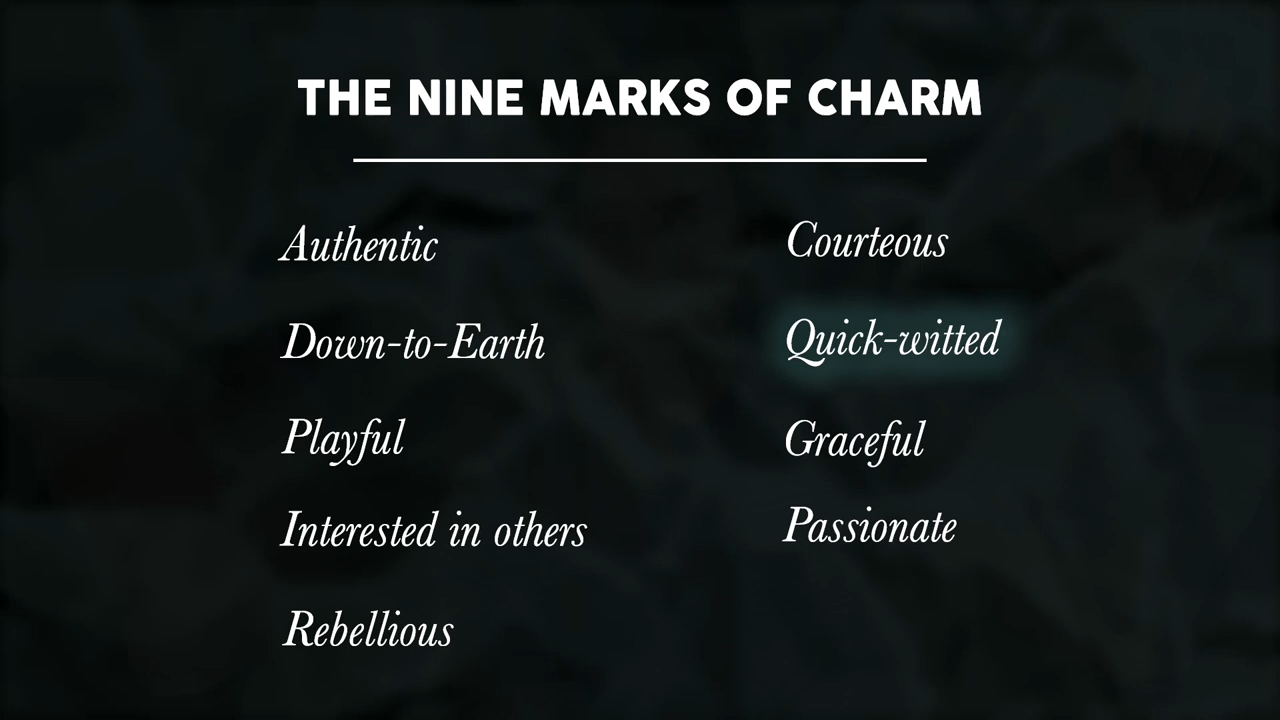 THE NINE MARKS OF CHARM
Authentic
Down-to-Earth
Playful
Interested in others
Rebellious
Courteous
Quick-witted
Graceful
Passionate